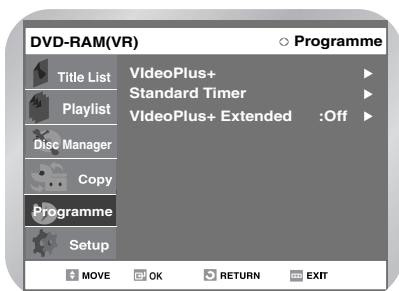 DVD-RAM(VR) Programme
Title List
Playlist
Disc Manager
Copy
Programme
Setup
VIdeoPlus+
Standard Timer
VIdeoPlus+ Extended :Off
MOVE OK RETURN EXIT